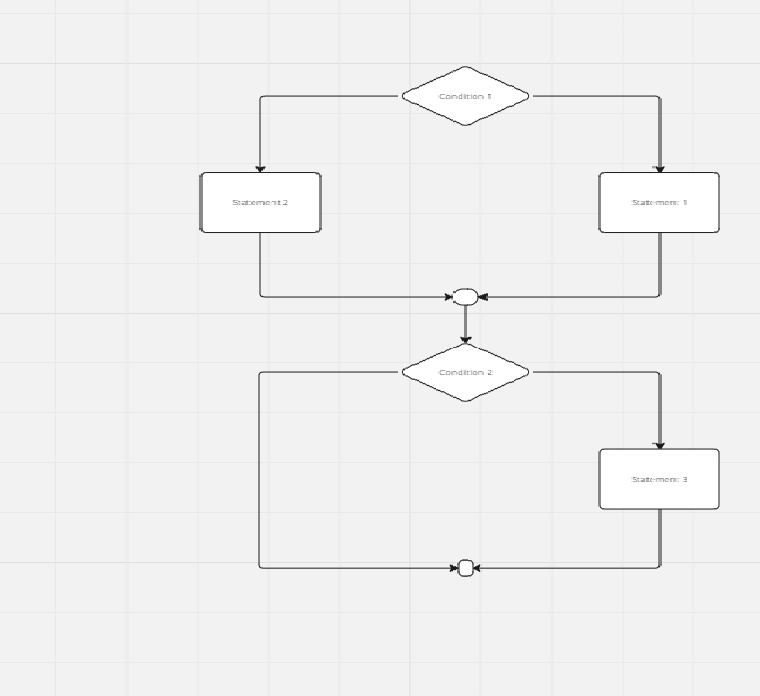 Condition 1
Statement 2
Statement 1
Condition 2
Statement 3